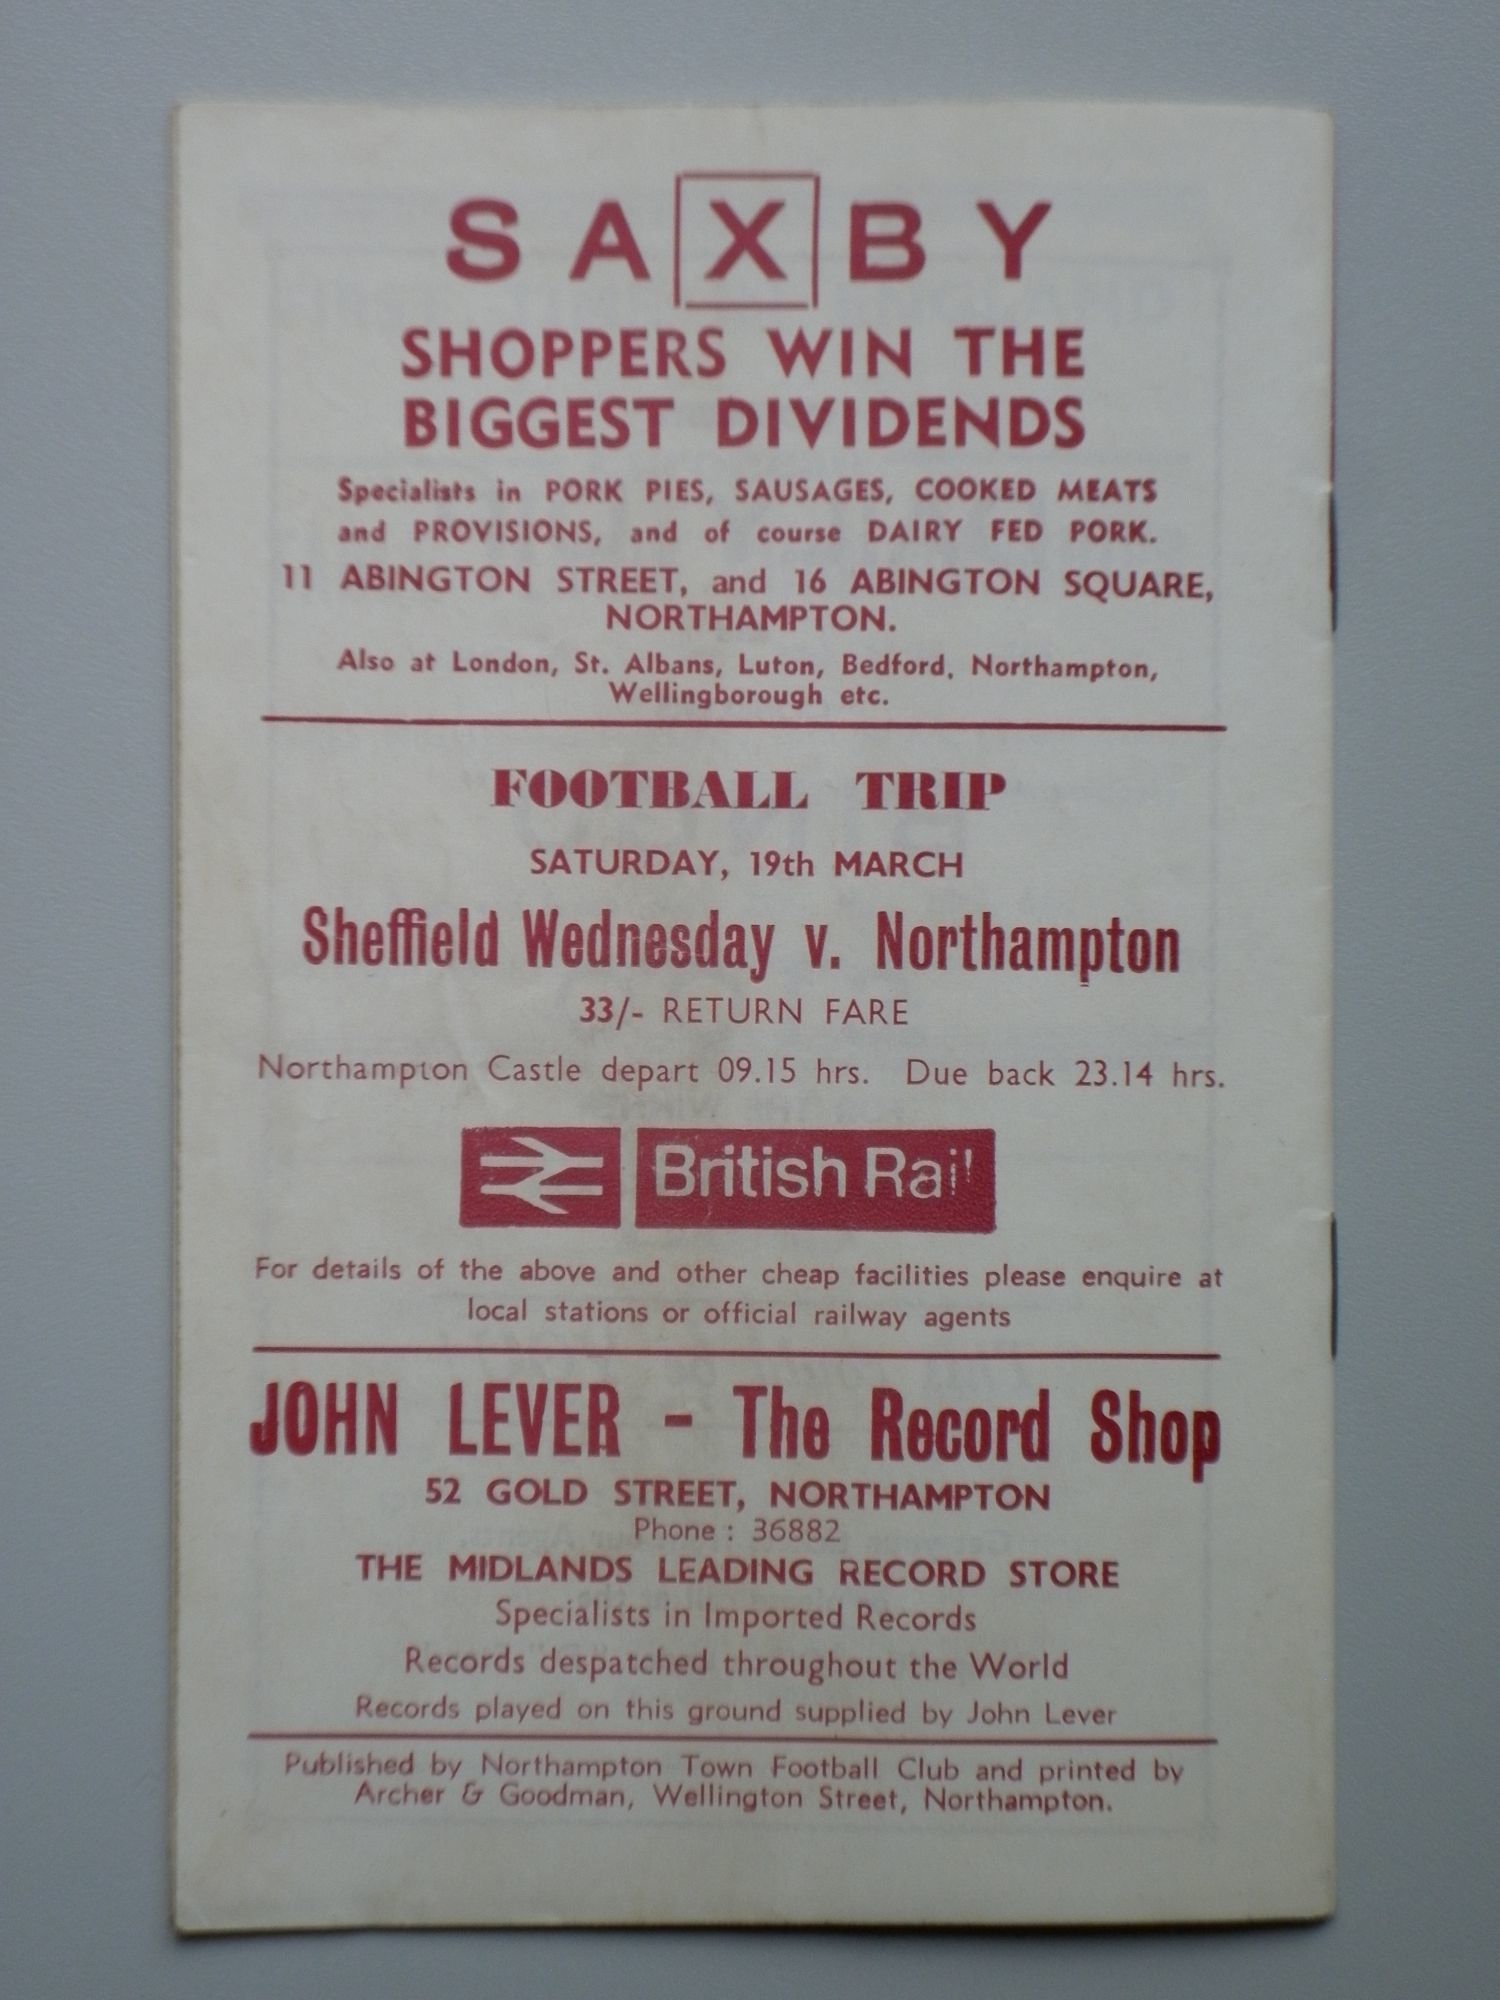 SAXBY
SHOPPERS WIN THE
BIGGEST DIVIDENDS
Specialists in PORK PIES, SAUSAGES, COOKED MEATS
and PROVISIONS, and of course DAIRY FED PORK.
11 ABINGTON STREET, and 16 ABINGTON SQUARE,
NORTHAMPTON.
Also at London, St. Albans, Luton, Bedford, Northampton,
Wellingborough etc.
FOOTBALL TRIP
SATURDAY, 19th MARCH
Sheffield Wednesday v. Northampton
33/- RETURN FARE
Northampton Castle depart 09.15 hrs. Due back 23.14 hrs.
British Rail
For details of the above and other cheap facilities please enquire at
local stations or official railway agents
JOHN LEVER - The Record Shop
52 GOLD STREET, NORTHAMPTON
Phone : 36882
THE MIDLANDS LEADING RECORD STORE
Specialists in Imported Records
Records despatched throughout the World
Records played on this ground supplied by John Lever
Published by Northampton Town Football Club and printed by
Archer & Goodman, Wellington Street, Northampton.